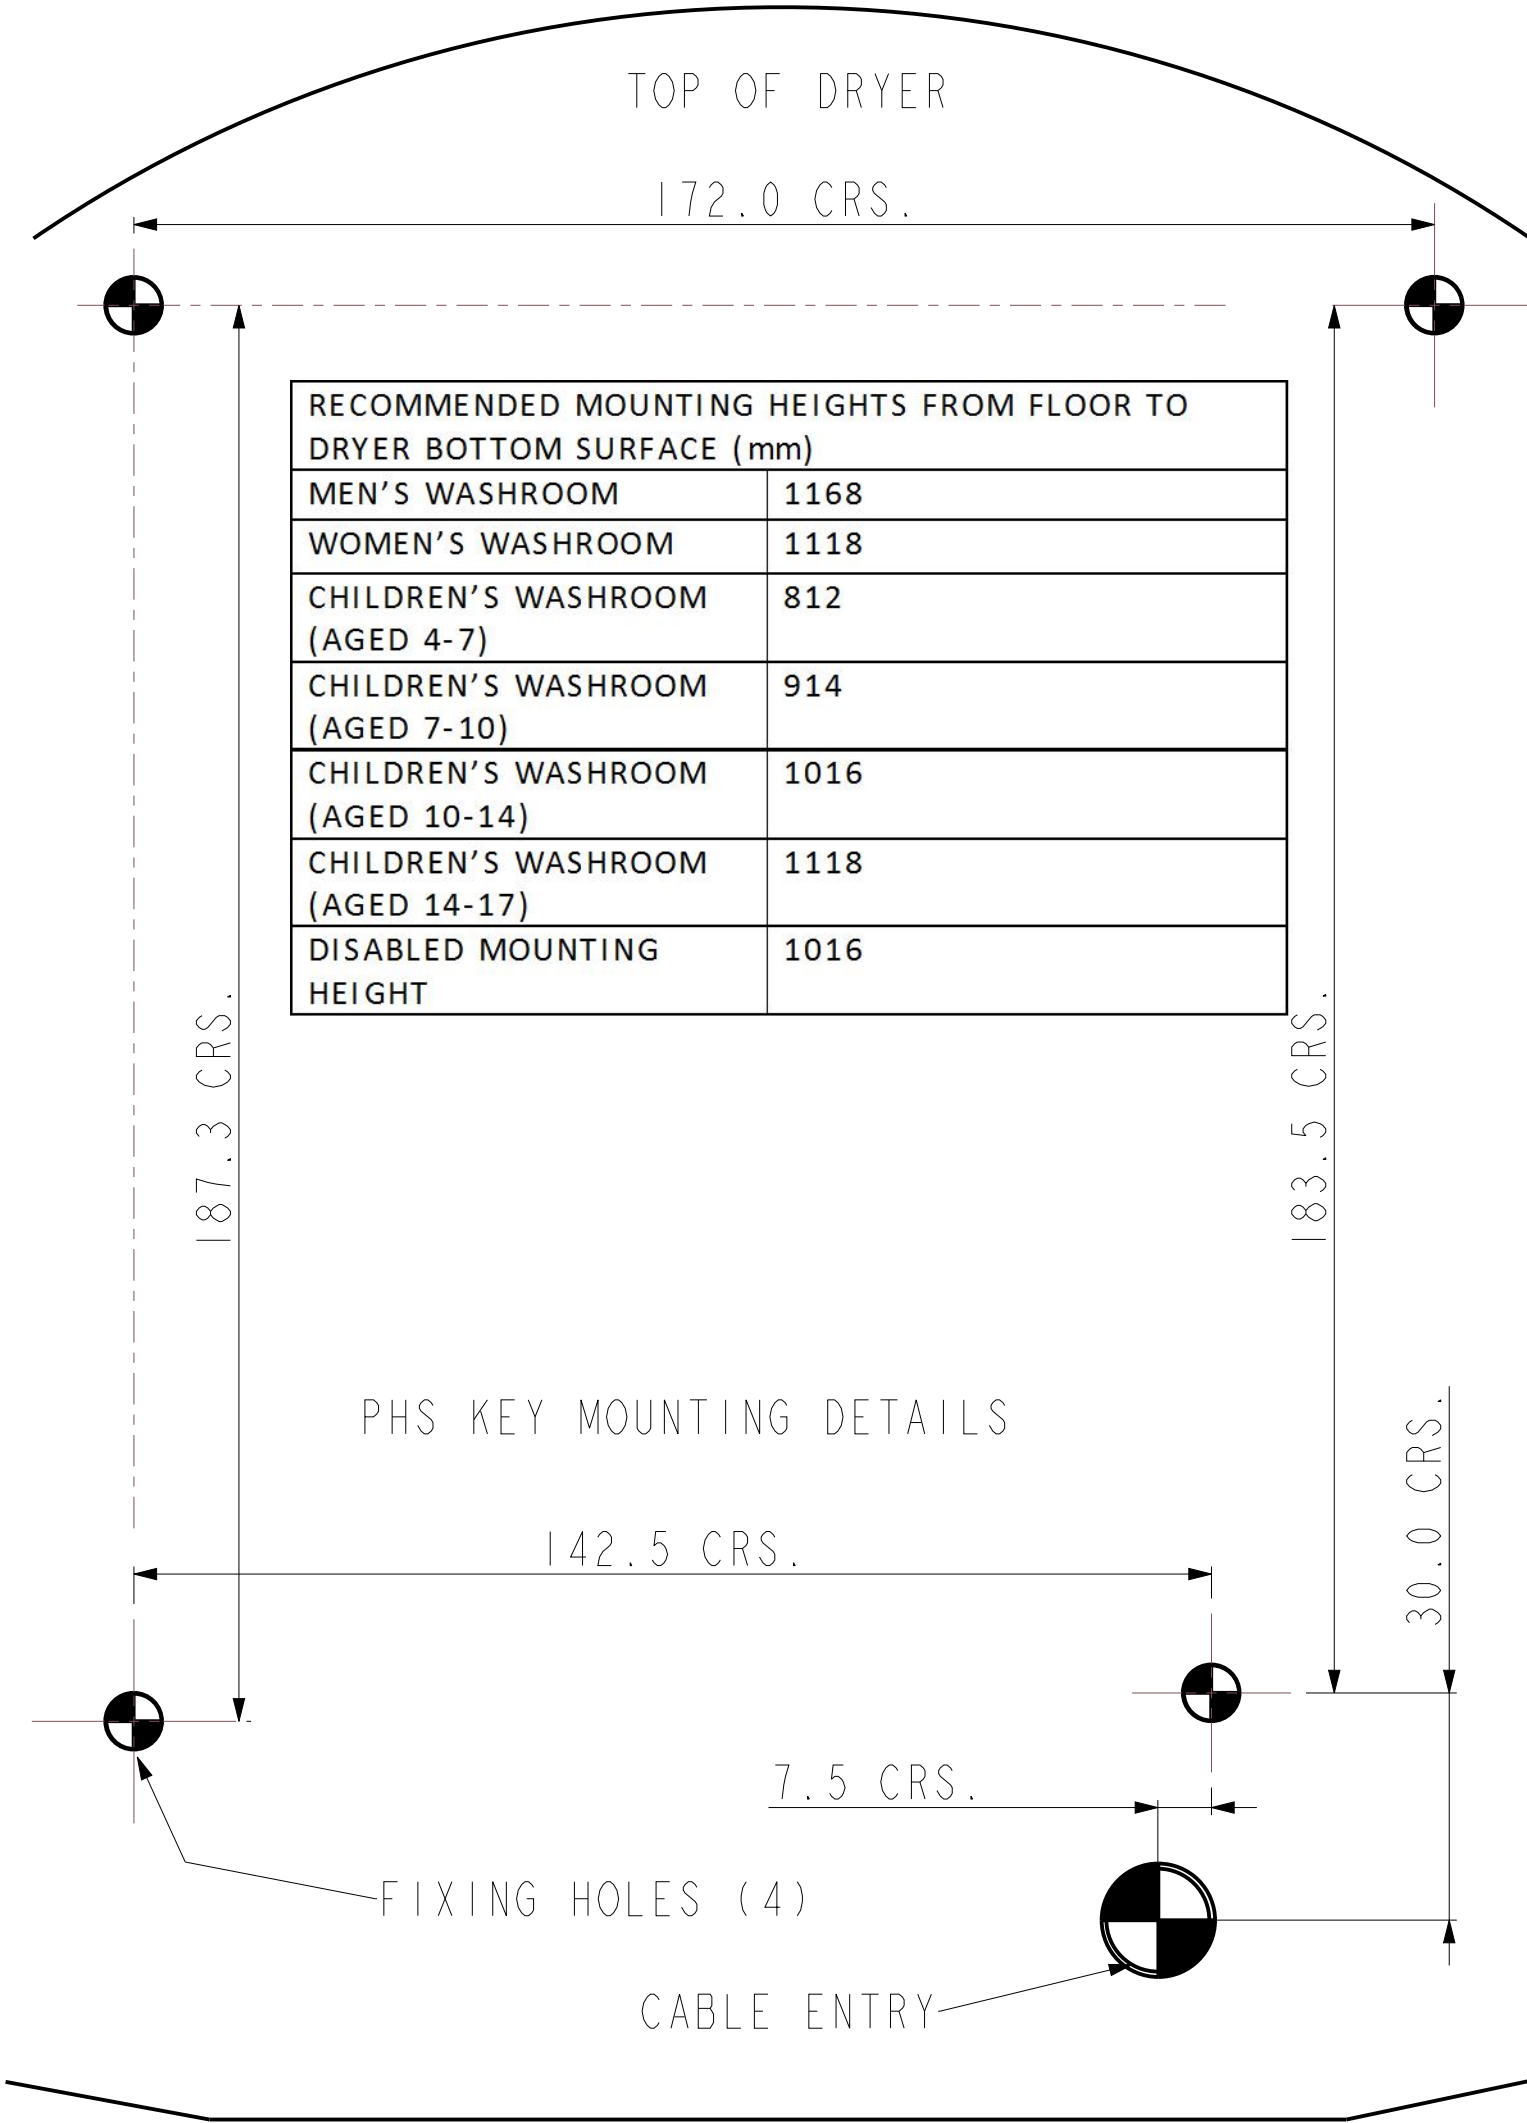 TOP OF DRYER
172.0 CRS.
RECOMMENDED MOUNTING HEIGHTS FROM FLOOR TO
DRYER BOTTOM SURFACE (mm)
MEN’S WASHROOM 1168
WOMEN’S WASHROOM 1118
CHILDREN’S WASHROOM 812
(AGED 4-7)
CHILDREN’S WASHROOM 914
(AGED 7-10)
CHILDREN’S WASHROOM 1016
(AGED 10-14)
CHILDREN’S WASHROOM 1118
(AGED 14-17)
DISABLED MOUNTING 1016
HEIGHT
187.3 CRS.
183.5 CRS.
PHS KEY MOUNTING DETAILS
30.0 CRS.
142.5 CRS.
7.5 CRS.
FIXING HOLES (4)
CABLE ENTRY